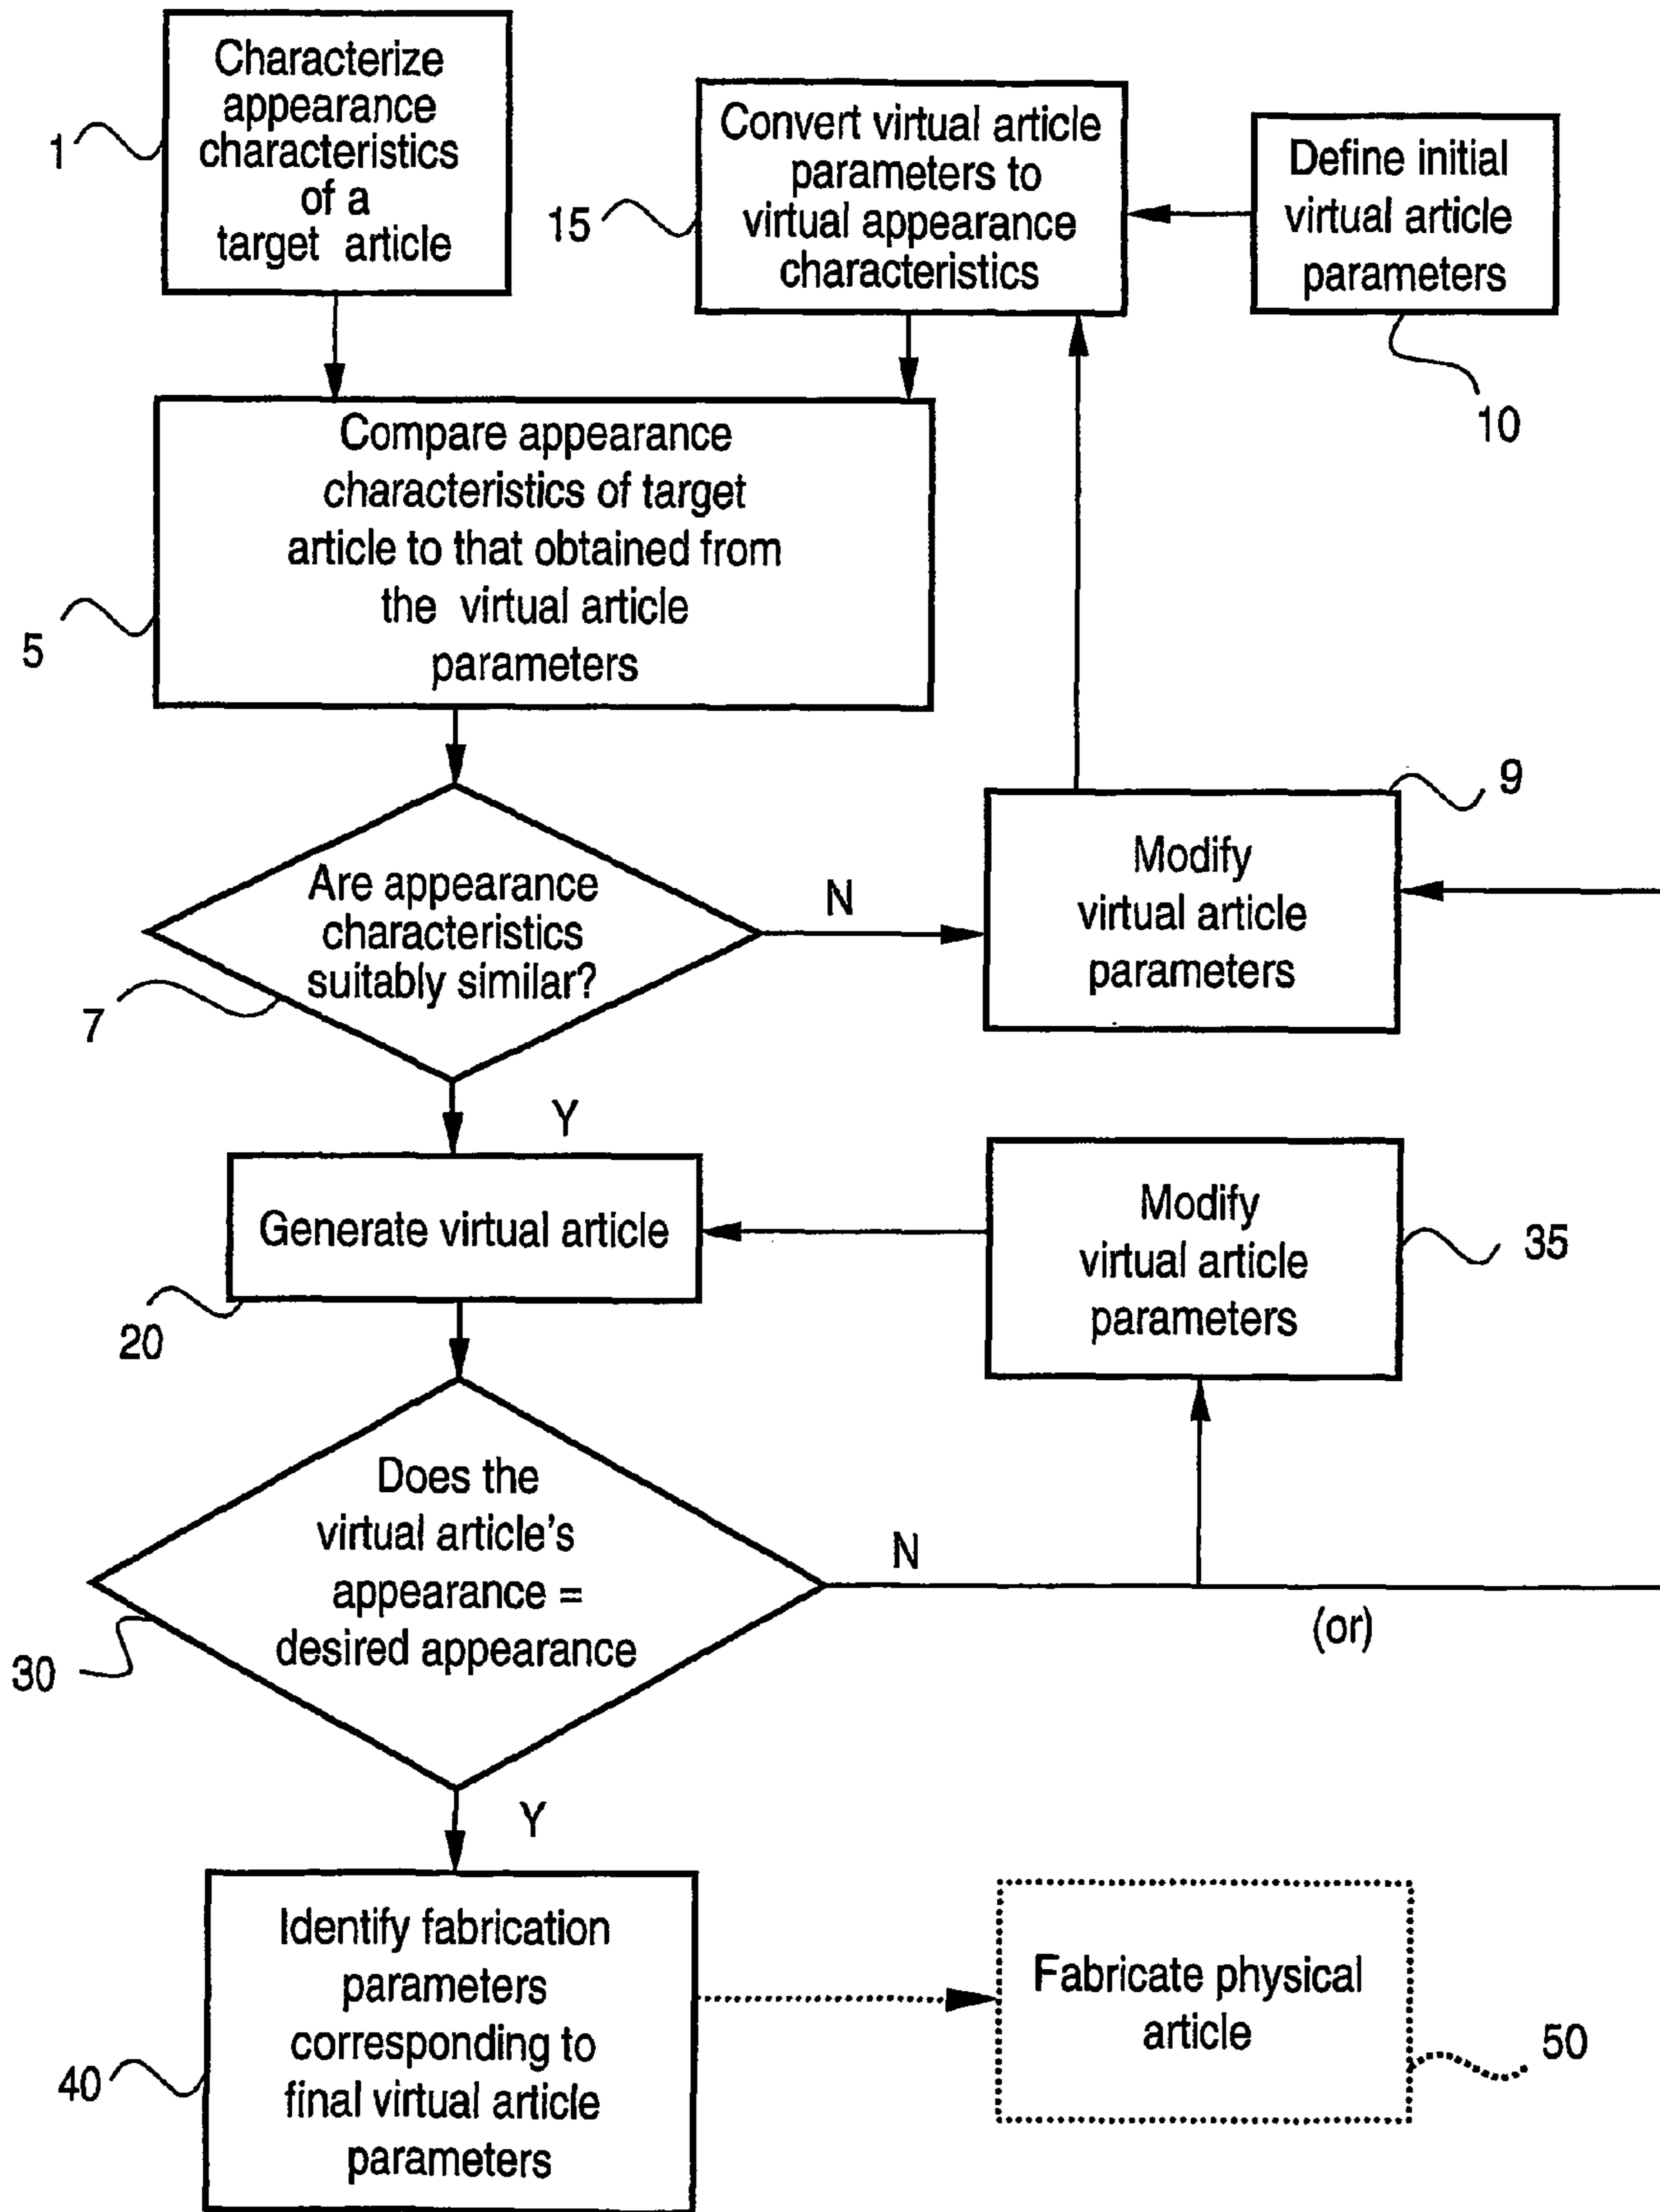 Characterize
appearance
characteristics
of a
target article
1
Convert virtual article
parameters to
virtual appearance
characteristics
15
Define initial
virtual article
parameters
10
Compare appearance
characteristics of target
article to that obtained from
the virtual article
parameters
5
Are appearance
characteristics
suitably similar?
7
N
Modify
virtual article
parameters
9
Y
Generate virtual article
20
Modify
virtual article
parameters
35
Does the
virtual article's
appearance =
desired appearance
30
N
(or)
Y
Identify fabrication
parameters
corresponding to
final virtual article
parameters
40
Fabricate physical
article
50